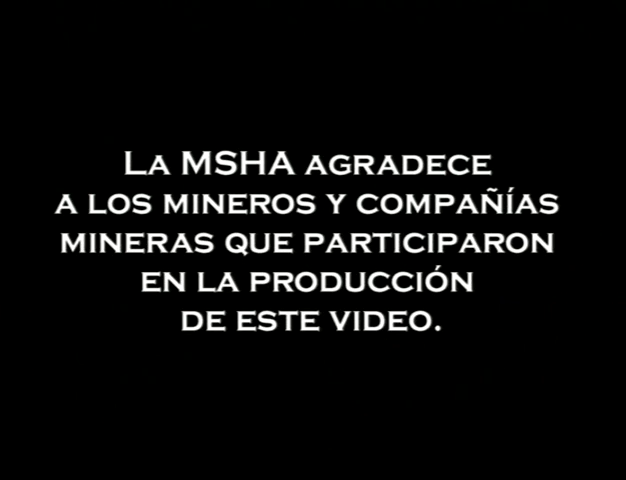 LA MSHA AGRADECE
A LOS MINEROS Y COMPAÑÍAS
MINERAS QUE PARTICIPARON
EN LA PRODUCCIÓN
DE ESTE VIDEO.